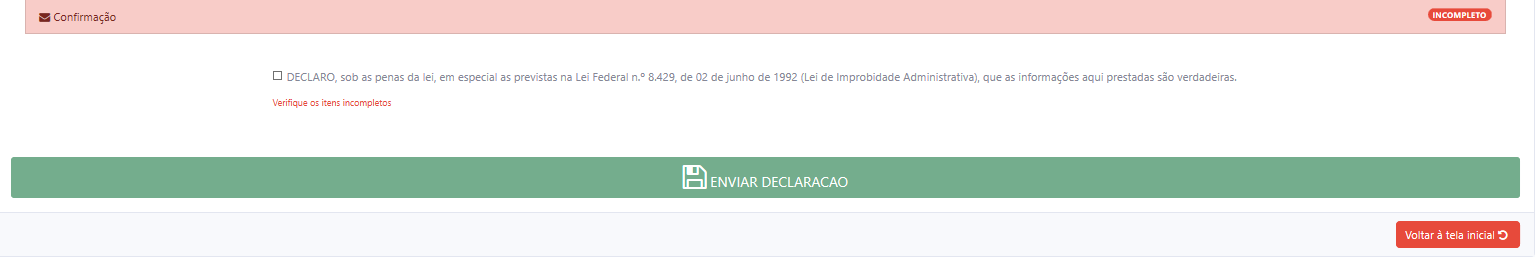 Confirmação
INCOMPLETO
DECLARO, sob as penas da lei, em especial as previstas na Lei Federal n.º 8.429, de 02 de junho de 1992 (Lei de Improbidade Administrativa), que as informações aqui prestadas são verdadeiras.
Verifique os itens incompletos
ENVIAR DECLARACAO
Voltar à tela inicial